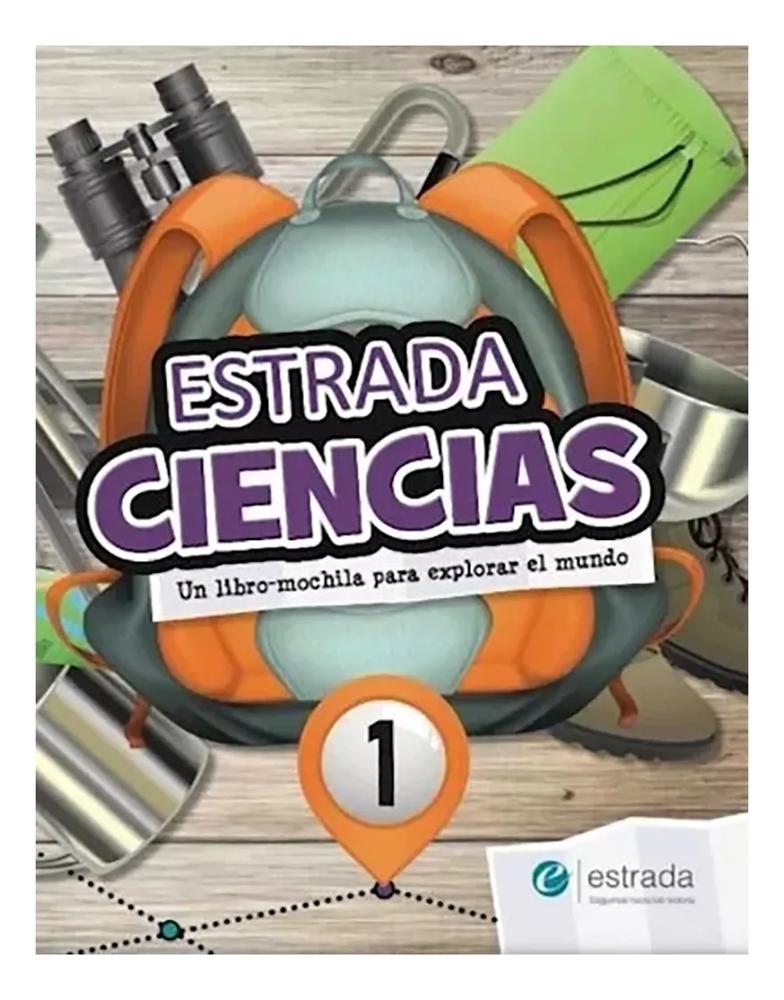 ESTRADA
CIENCIAS
Un libro-mochila para explorar el mundo
1
estrada